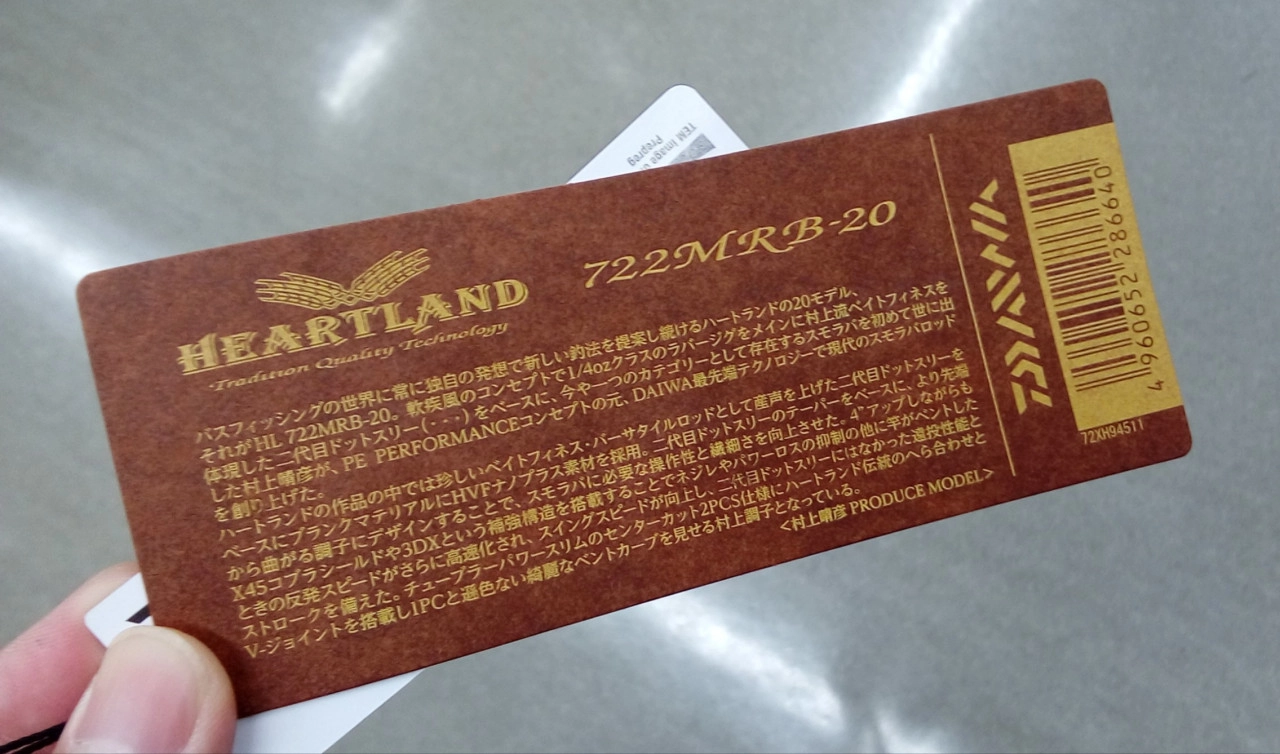 TEM image o
Prepreg
HEARTLAND
Tradition Quality Technology
722MRB-20
バスフィッシングの世界に常に独自の発想で新しい釣法を提案し続けるハートランドの20モデル、
それがHL 722MRB-20。軟疾風のコンセプトで1/4ozクラスのラバージグをメインに村上流ベイトフィネスを
体現した二代目ドットスリー(・・・)をベースに、今や一つのカテゴリーとして存在するスモラバを初めて世に出
した村上晴彦が、PE PERFORMANCEコンセプトの元、DAIWA最先端テクノロジーで現代のスモラバロッド
を創り上げた。
ハートランドの作品の中では珍しいベイトフィネス・バーサタイルロッドとして産声を上げた二代目ドットスリーを
ベースにブランクマテリアルにHVFナノプラス素材を採用。二代目ドットスリーのテーパーをベースに、より先端
から曲がる調子にデザインすることで、スモラバに必要な操作性と繊細さを向上させた。4"アップしながらも
X45コブラシールドや3DXという補強構造を搭載することでネジレやパワーロスの抑制の他に竿がベントした
ときの反発スピードがさらに高速化され、スイングスピードが向上し、二代目ドットスリーにはなかった遠投性能と
ストロークを備えた。チューブラーパワースリムのセンターカット2PCS仕様にハートランド伝統のへら合わせと
V-ジョイントを搭載し1PCと遜色ない綺麗なベントカーブを見せる村上調子となっている。
<村上晴彦 PRODUCE MODEL>
DAIWA
4 960652 286640
72XH94511